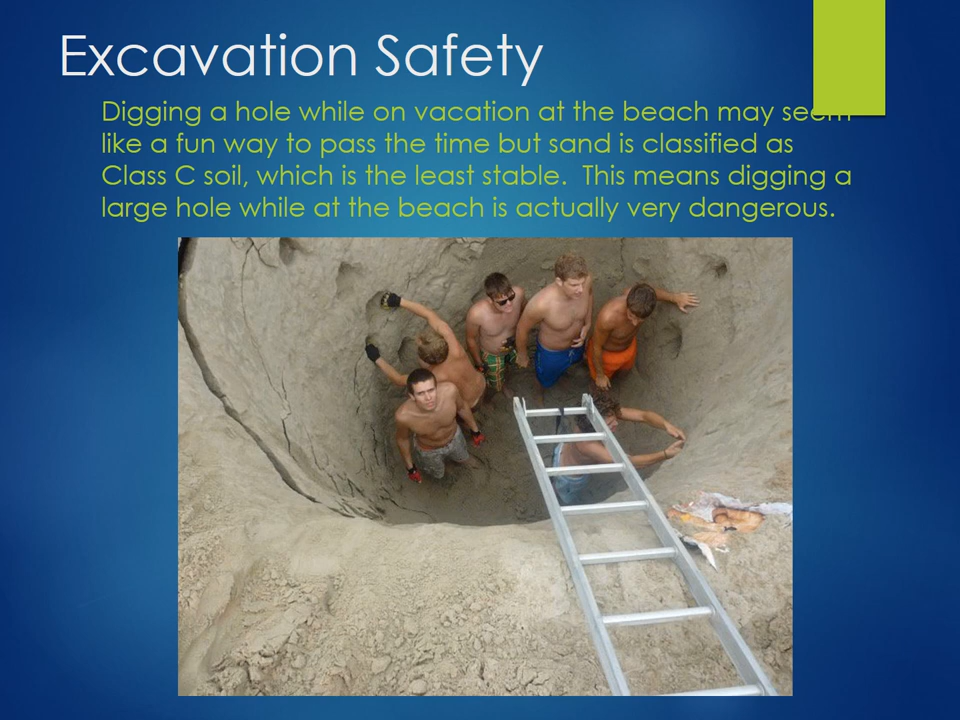 Excavation Safety
Digging a hole while on vacation at the beach may seem
like a fun way to pass the time but sand is classified as
Class C soil, which is the least stable.  This means digging a
large hole while at the beach is actually very dangerous.